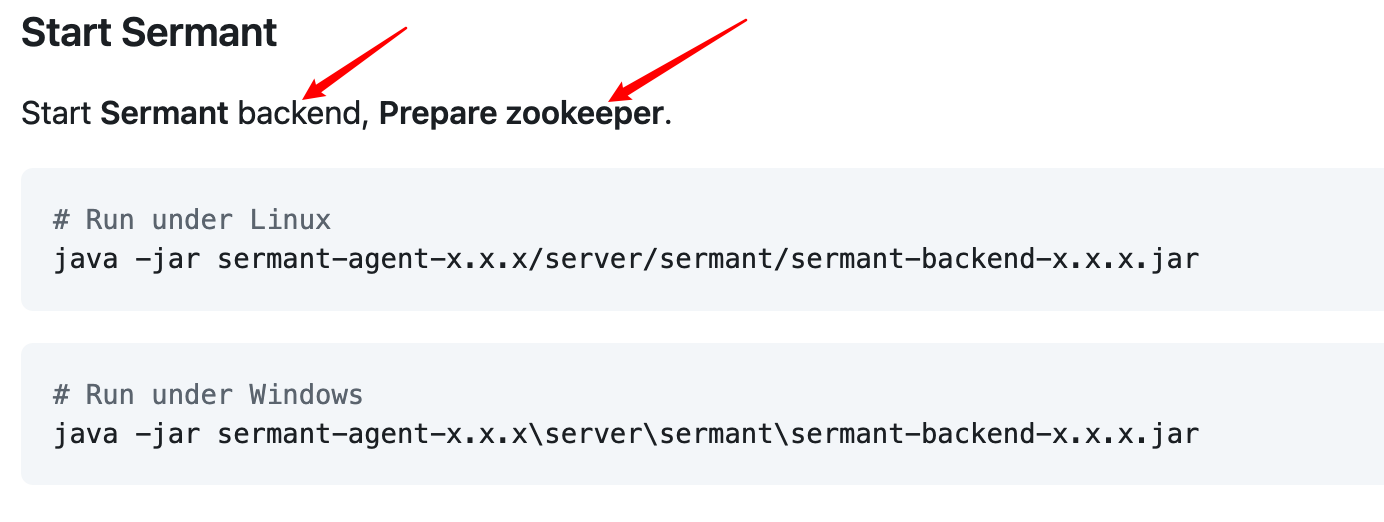 Start Sermant
Start Sermant backend, Prepare zookeeper.
# Run under Linux
java -jar sermant-agent-x.x.x/server/sermant/sermant-backend-x.x.x.jar
# Run under Windows
java -jar sermant-agent-x.x.x\server\sermant\sermant-backend-x.x.x.jar